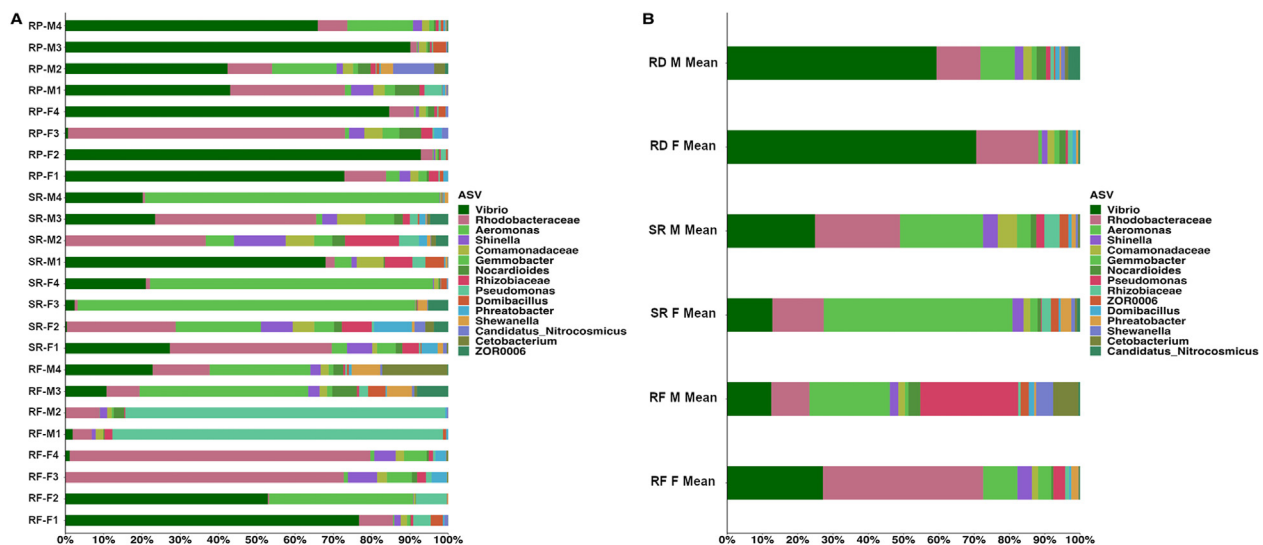 A
RP-M4
RP-M3
RP-M2
RP-M1
RP-F4
RP-F3
RP-F2
RP-F1
SR-M4
SR-M3
SR-M2
SR-M1
SR-F4
SR-F3
SR-F2
SR-F1
RF-M4
RF-M3
RF-M2
RF-M1
RF-F4
RF-F3
RF-F2
RF-F1
0% 10% 20% 30% 40% 50% 60% 70% 80% 90% 100%
ASV
Vibrio
Rhodobacteraceae
Aeromonas
Shinella
Comamonadaceae
Gemmobacter
Nocardioides
Rhizobiaceae
Pseudomonas
Domibacillus
Phreatobacter
Shewanella
Candidatus_Nitrocosmicus
Cetobacterium
ZOR0006
B
RD M Mean
RD F Mean
SR M Mean
SR F Mean
RF M Mean
RF F Mean
0% 10% 20% 30% 40% 50% 60% 70% 80% 90% 100%
ASV
Vibrio
Rhodobacteraceae
Aeromonas
Shinella
Comamonadaceae
Gemmobacter
Nocardioides
Pseudomonas
Rhizobiaceae
ZOR0006
Domibacillus
Phreatobacter
Shewanella
Cetobacterium
Candidatus_Nitrocosmicus